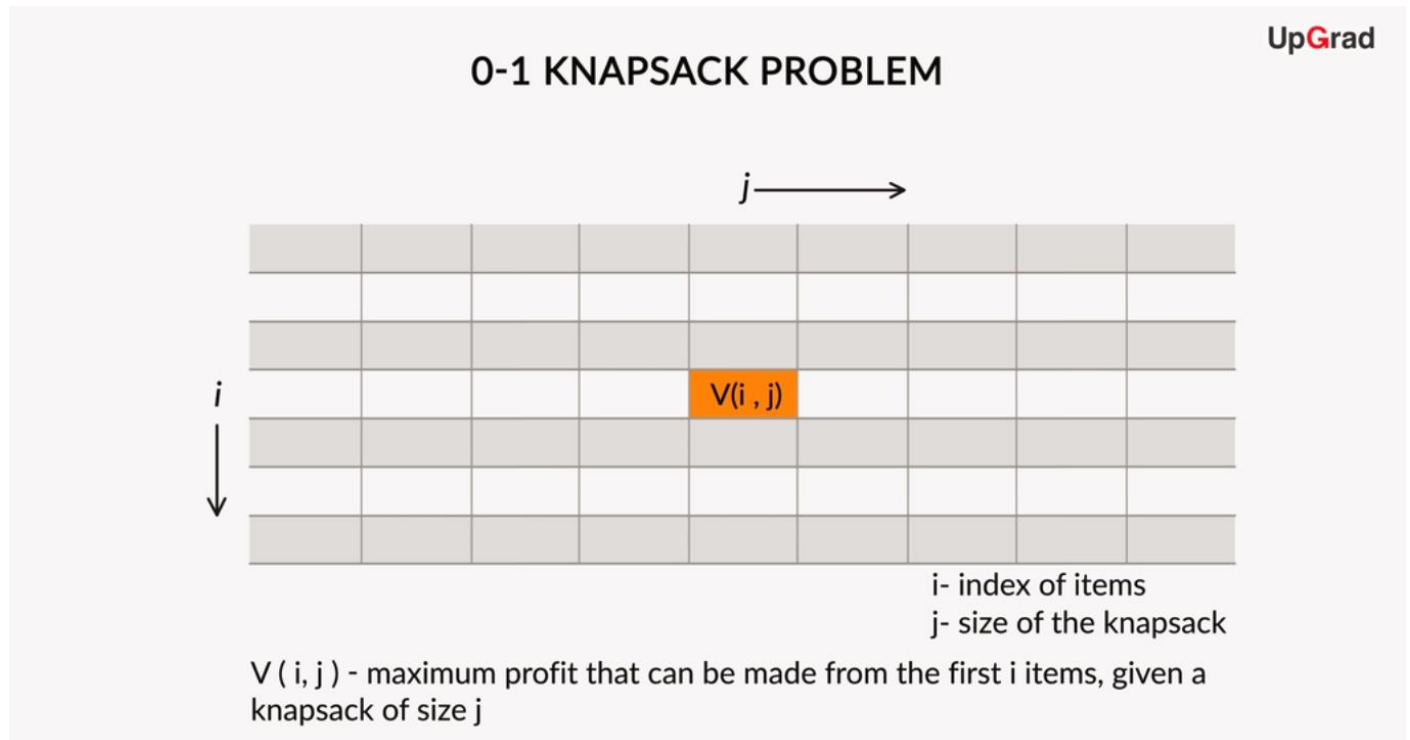 UpGrad
0-1 KNAPSACK PROBLEM
j
i
V(i , j)
i- index of items
j- size of the knapsack
V ( i, j ) - maximum profit that can be made from the first i items, given a
knapsack of size j